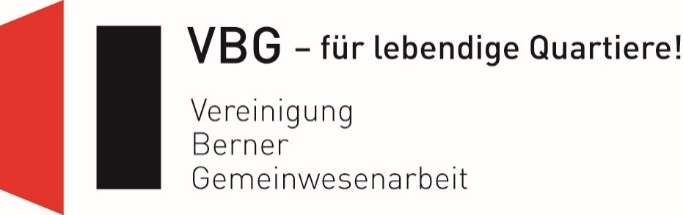 VBG – für lebendige Quartiere!
Vereinigung
Berner
Gemeinwesenarbeit